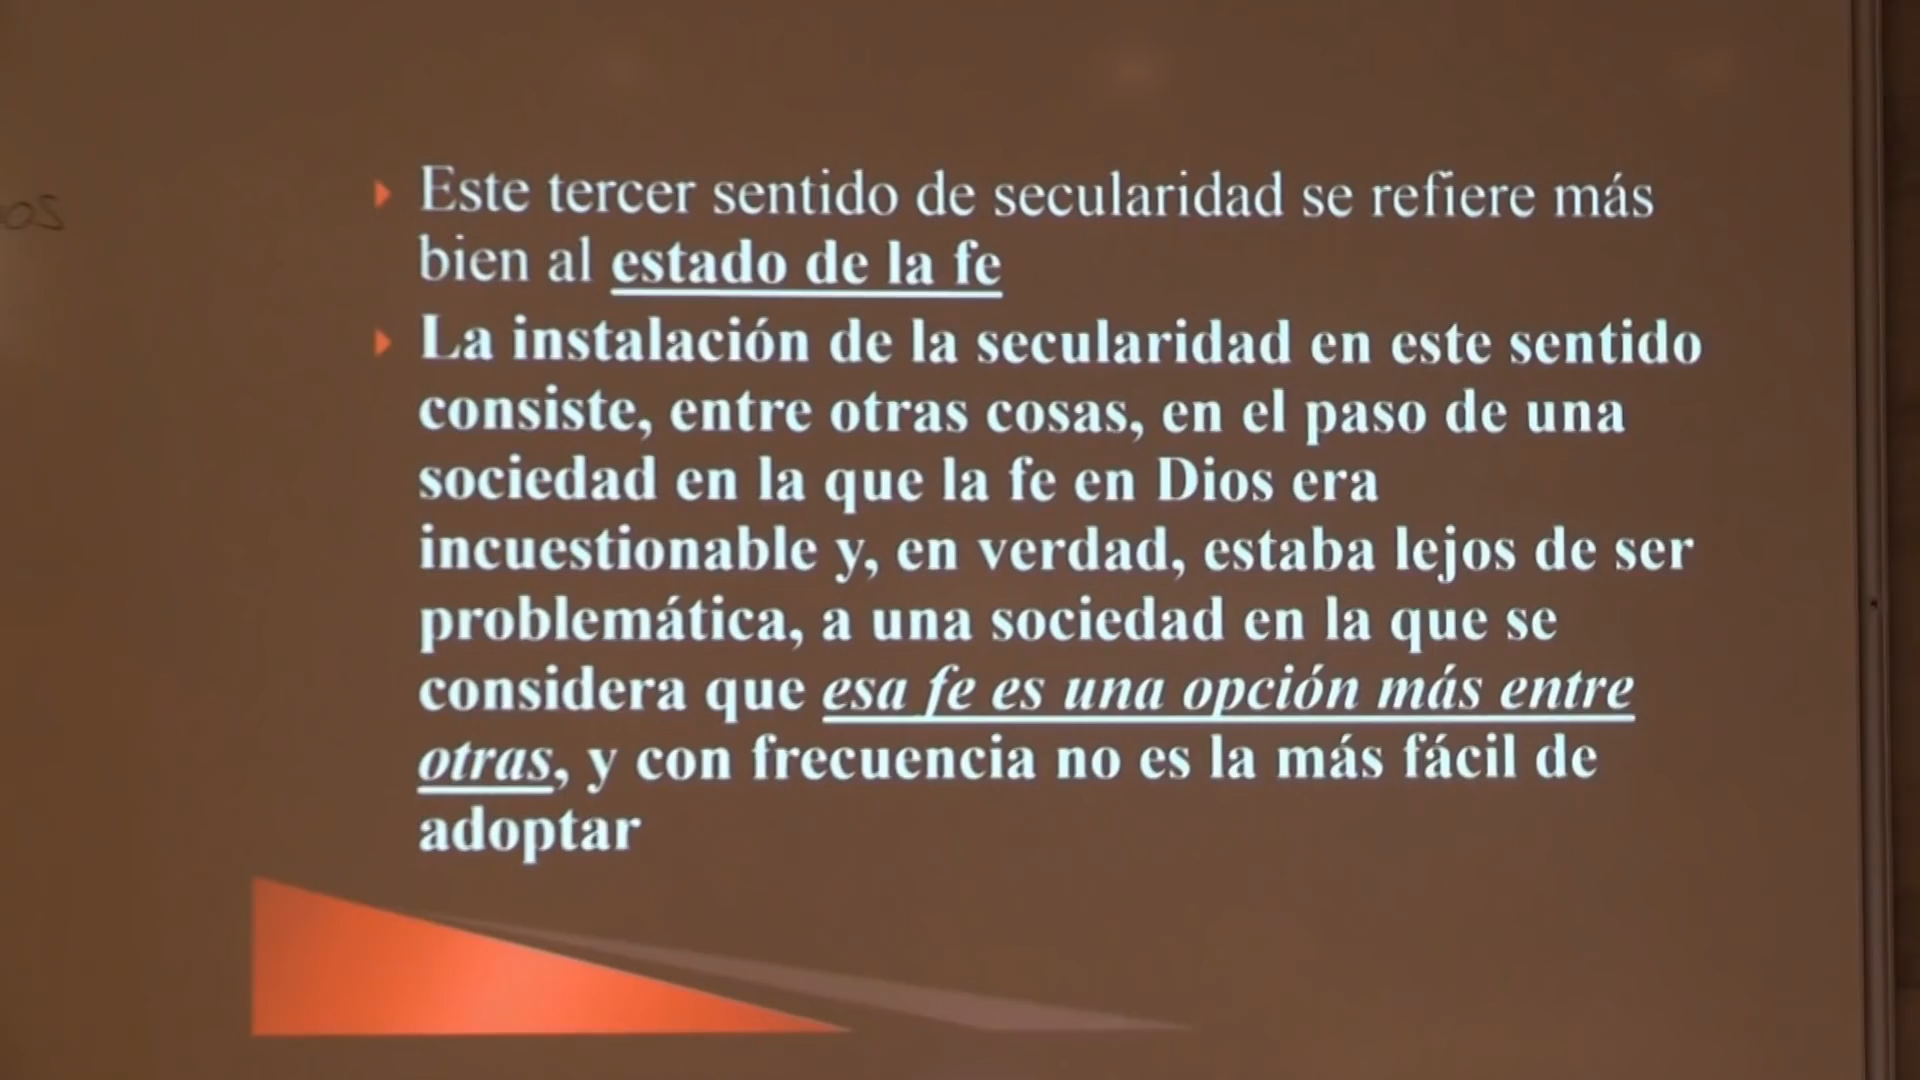 os
Este tercer sentido de secularidad se refiere más
bien al estado de la fe
La instalación de la secularidad en este sentido
consiste, entre otras cosas, en el paso de una
sociedad en la que la fe en Dios era
incuestionable y, en verdad, estaba lejos de ser
problemática, a una sociedad en la que se
considera que esa fe es una opción más entre
otras, y con frecuencia no es la más fácil de
adoptar